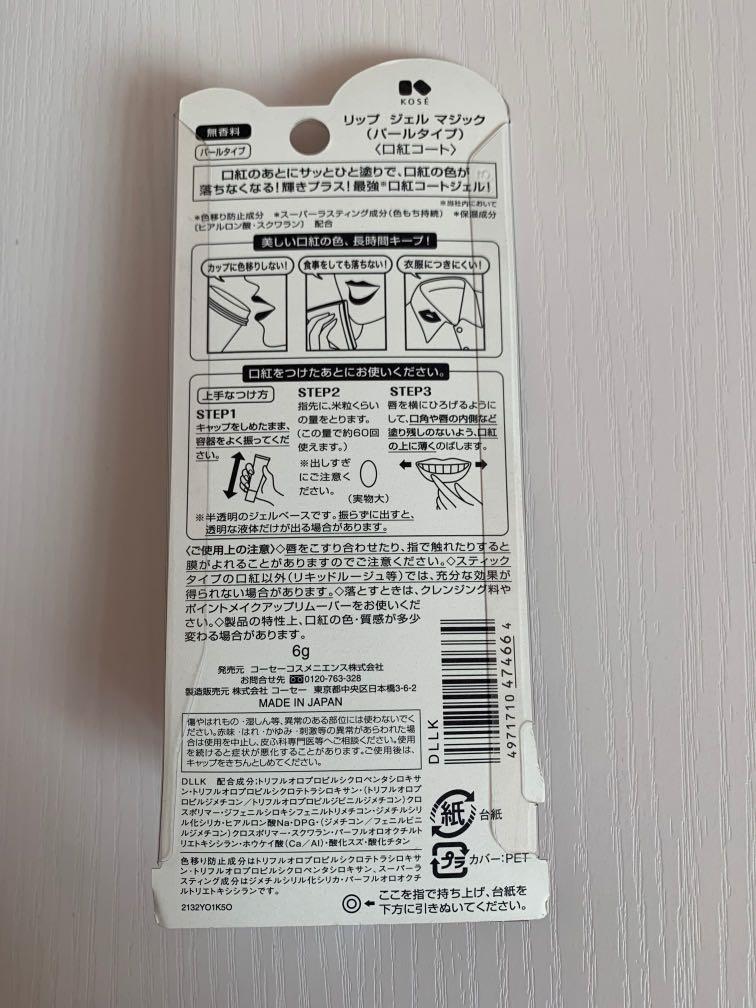 KOSÉ
リップ ジェル マジック
(パールタイプ)
〈口紅コート〉
無香料
パールタイプ
口紅のあとにサッとひと塗りで、口紅の色が
落ちなくなる!輝きプラス!最強※口紅コートジェル!
※当社内において
＊色移り防止成分 ＊スーパーラスティング成分(色もち持続) ＊保湿成分
(ヒアルロン酸・スクワラン) 配合
美しい口紅の色、長時間キープ!
カップに色移りしない!
食事をしても落ちない!
衣服につきにくい!
口紅をつけたあとにお使いください。
上手なつけ方
STEP1
キャップをしめたまま、
容器をよく振ってくだ
さい。
STEP2
指先に、米粒くらい
の量をとります。
(この量で約60回
使えます。)
※出しすぎ
にご注意く
ださい。
(実物大)
STEP3
唇を横にひろげるように
して、口角や唇の内側など
塗り残しのないよう、口紅
の上に薄くのばします。
※半透明のジェルベースです。振らずに出すと、
透明な液体だけが出る場合があります。
〈ご使用上の注意〉◇唇をこすり合わせたり、指で触れたりすると
膜がよれることがありますのでご注意ください。◇スティック
タイプの口紅以外(リキッドルージュ等)では、充分な効果が
得られない場合があります。◇落とすときは、クレンジング料や
ポイントメイクアップリムーバーをお使いくだ
さい。◇製品の特性上、口紅の色・質感が多少
変わる場合があります。
6g
発売元 コーセーコスメニエンス株式会社
お問合せ先 0120-763-328
製造販売元 株式会社 コーセー 東京都中央区日本橋3-6-2
MADE IN JAPAN
傷やはれもの・湿しん等、異常のある部位には使わないでく
ださい。赤味・はれ・かゆみ・刺激等の異常があらわれた場
合は使用を中止し、皮ふ科専門医等へご相談ください。使用
を続けると症状が悪化することがあります。ご使用後は、
キャップをきちんとしめてください。
DLLK
4971710 474664
DLLK 配合成分:トリフルオロプロピルシクロペンタシロキサ
ン・トリフルオロプロピルシクロテトラシロキサン・(トリフルオロプ
ロピルジメチコン/トリフルオロプロピルジビニルジメチコン)クロ
スポリマー・ジフェニルシロキシフェニルトリメチコン・ジメチルシリ
ル化シリカ・ヒアルロン酸Na・DPG・(ジメチコン/フェニルビニ
ルジメチコン)クロスポリマー・スクワラン・パーフルオロオクチルト
リエトキシシラン・ホウケイ酸(Ca/Al)・酸化スズ・酸化チタン
色移り防止成分はトリフルオロプロピルシクロテトラシロキサ
ン・トリフルオロプロピルシクロペンタシロキサン、スーパーラ
スティング成分はジメチルシリル化シリカ・パーフルオロオクチ
ルトリエトキシシランです。
2132YO1K5O
紙 台紙
プラ カバー:PET
◎←ここを指で持ち上げ、台紙を
下方に引きぬいてください。